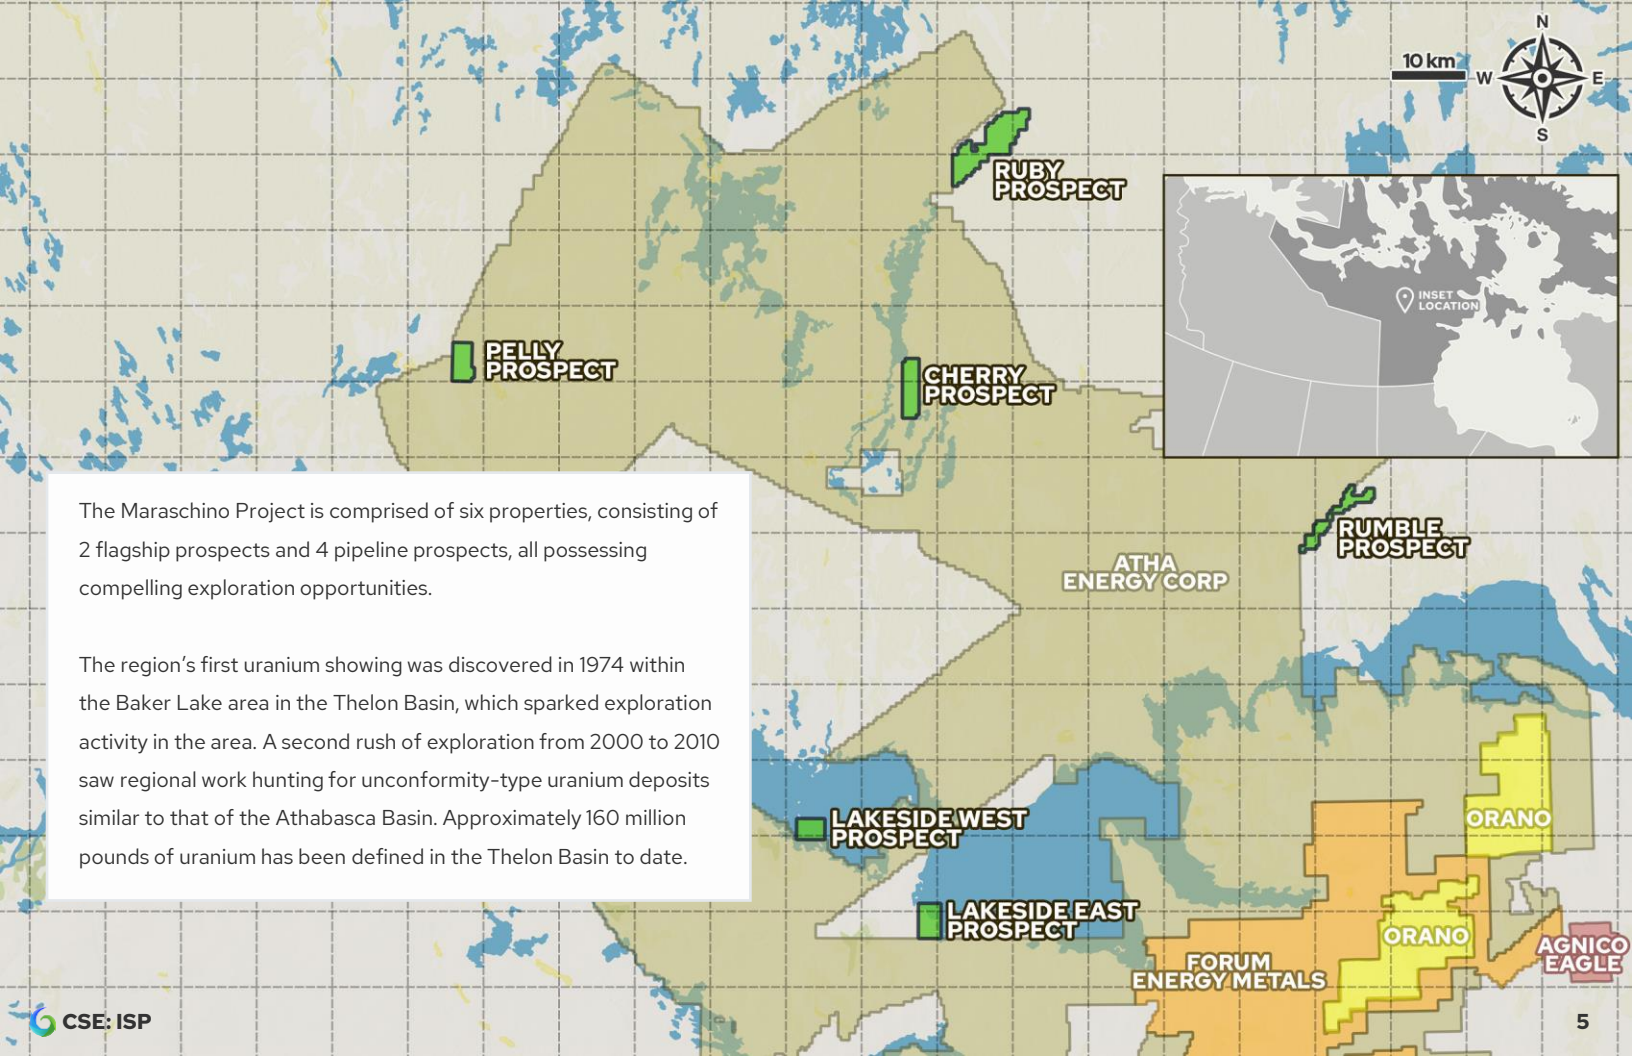 N
10 km
W
E
S
RUBY
PROSPECT
INSET
LOCATION
PELLY
PROSPECT
CHERRY
PROSPECT
The Maraschino Project is comprised of six properties, consisting of
2 flagship prospects and 4 pipeline prospects, all possessing
compelling exploration opportunities.
The region's first uranium showing was discovered in 1974 within
the Baker Lake area in the Thelon Basin, which sparked exploration
activity in the area. A second rush of exploration from 2000 to 2010
saw regional work hunting for unconformity-type uranium deposits
similar to that of the Athabasca Basin. Approximately 160 million
pounds of uranium has been defined in the Thelon Basin to date.
RUMBLE
PROSPECT
ATHA
ENERGY CORP
LAKESIDE WEST
PROSPECT
ORANO
LAKESIDE EAST
PROSPECT
ORANO
AGNICO
EAGLE
FORUM
ENERGY METALS
CSE: ISP
5